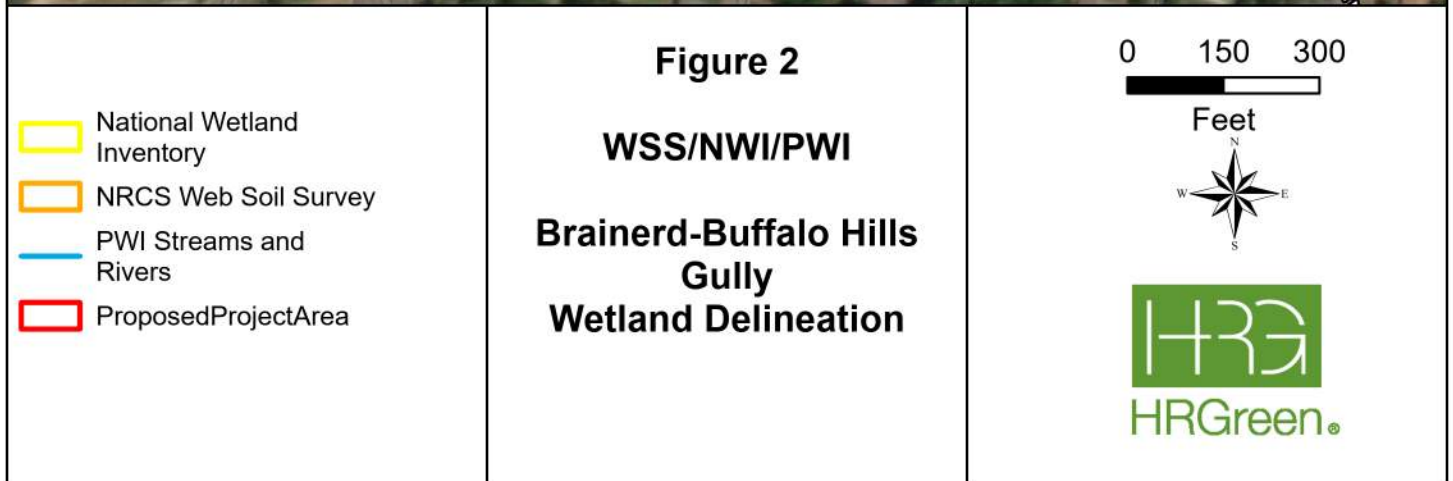 National Wetland
Inventory
NRCS Web Soil Survey
PWI Streams and
Rivers
ProposedProjectArea
Figure 2
WSS/NWI/PWI
Brainerd-Buffalo Hills
Gully
Wetland Delineation
0 150 300
Feet
N
W E
S
HRG
HRGreen®